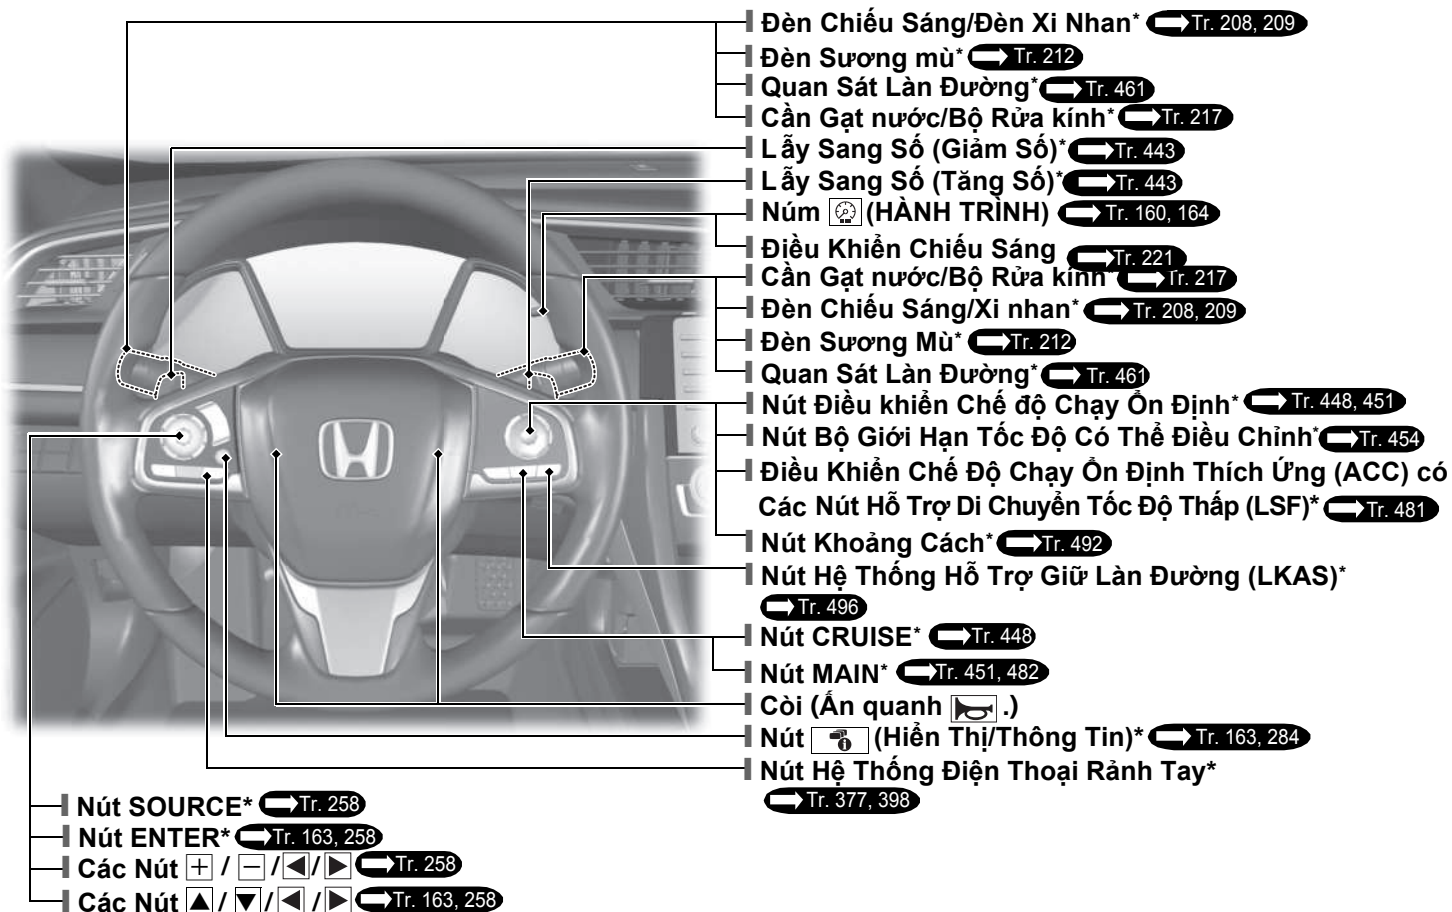 Đèn Chiếu Sáng/Đèn Xi Nhan* Tr. 208, 209
Đèn Sương mù* Tr. 212
Quan Sát Làn Đường* Tr. 461
Cần Gạt nước/Bộ Rửa kính* Tr. 217
Lẫy Sang Số (Giảm Số)* Tr. 443
Lẫy Sang Số (Tăng Số)* Tr. 443
Núm (HÀNH TRÌNH) Tr. 160, 164
Điều Khiển Chiếu Sáng Tr. 221
Cần Gạt nước/Bộ Rửa kính* Tr. 217
Đèn Chiếu Sáng/Xi nhan* Tr. 208, 209
Đèn Sương Mù* Tr. 212
Quan Sát Làn Đường* Tr. 461
Nút Điều khiển Chế độ Chạy Ổn Định* Tr. 448, 451
Nút Bộ Giới Hạn Tốc Độ Có Thể Điều Chỉnh* Tr. 454
Điều Khiển Chế Độ Chạy Ổn Định Thích Ứng (ACC) có
Các Nút Hỗ Trợ Di Chuyển Tốc Độ Thấp (LSF)* Tr. 481
Nút Khoảng Cách* Tr. 492
Nút Hệ Thống Hỗ Trợ Giữ Làn Đường (LKAS)*
Tr. 496
Nút CRUISE* Tr. 448
Nút MAIN* Tr. 451, 482
Còi (Ấn quanh .)
Nút (Hiển Thị/Thông Tin)* Tr. 163, 284
Nút Hệ Thống Điện Thoại Rảnh Tay*
Tr. 377, 398
Nút SOURCE* Tr. 258
Nút ENTER* Tr. 163, 258
Các Nút + / − / ◀ / ▶ Tr. 258
Các Nút ▲ / ▼ / ◀ / ▶ Tr. 163, 258